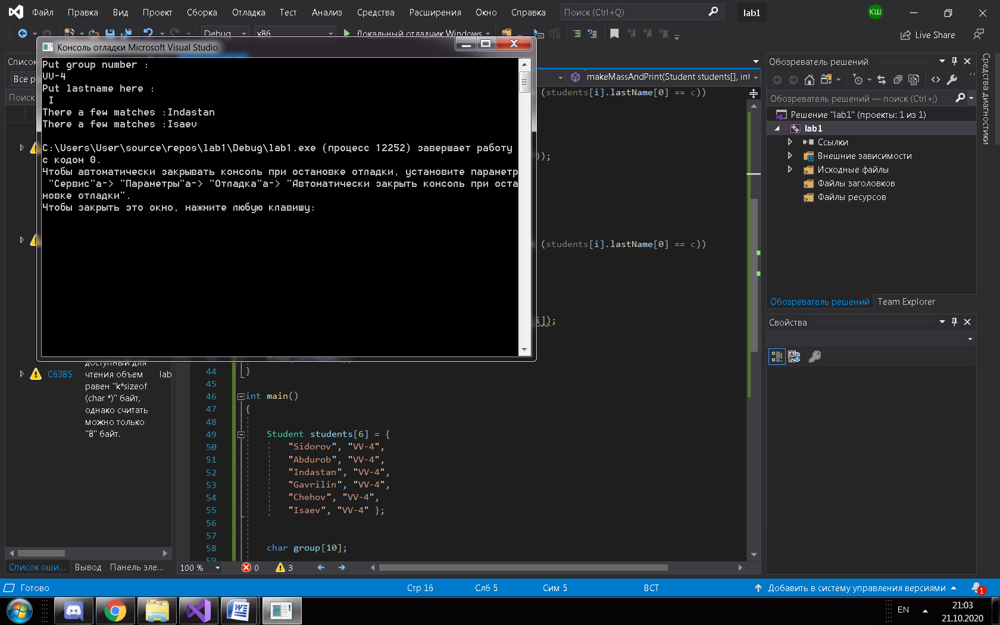 Файл Правка Вид Проект Сборка Отладка Тест Анализ Средства Расширения Окно Справка Поиск (Ctrl+Q) lab1 КШ
Debug x86 Локальный отладчик Windows Live Share
Консоль отладки Microsoft Visual Studio
Put group number :
VV-4
Put lastname here :
I
There a few matches :Indastan
There a few matches :Isaev
C:\Users\User\source\repos\lab1\Debug\lab1.exe (процесс 12252) завершает работу
с кодом 0.
Чтобы автоматически закрывать консоль при остановке отладки, установите параметр
"Сервис"а-> "Параметры"а-> "Отладка"а-> "Автоматически закрыть консоль при оста
новке отладки".
Чтобы закрыть это окно, нажмите любую клавишу:
Список
Все р
Поиск
доступный для
C6385 чтения объем lab
равен "k*sizeof
(char *)" байт,
однако считать
можно только
"8" байт.
Список оши... Вывод Панель эле...
makeMassAndPrint(Student students[], int
(students[i].lastName[0] == c))
));
(students[i].lastName[0] == c))
i]);
44 }
45
46 int main()
47 {
48
49 Student students[6] = {
50 "Sidorov", "VV-4",
51 "Abdurob", "VV-4",
52 "Indastan", "VV-4",
53 "Gavrilin", "VV-4",
54 "Chehov", "VV-4",
55 "Isaev", "VV-4" };
56
57
58 char group[10];
59
100 % 0 3
Обозреватель решений
Обозреватель решений — поиск (Ctrl+;)
Решение "lab1" (проекты: 1 из 1)
lab1
Ссылки
Внешние зависимости
Исходные файлы
Файлы заголовков
Файлы ресурсов
Обозреватель решений Team Explorer
Свойства
Средства диагностики
Готово Стр 16 Слб 5 Сим 5 ВСТ Добавить в систему управления версиями 1
EN 21:03
21.10.2020